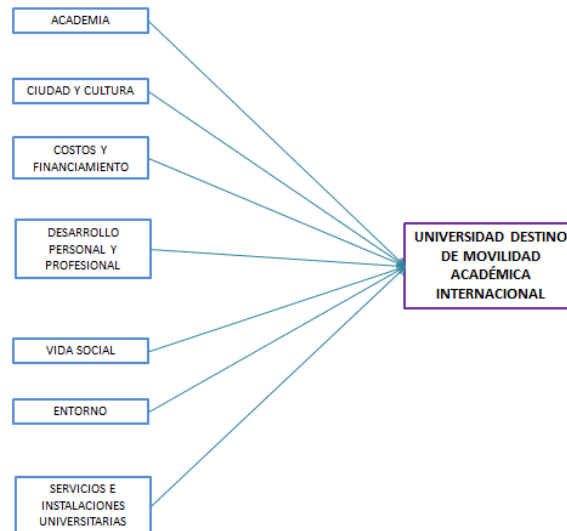 ACADEMIA
CIUDAD Y CULTURA
COSTOS Y
FINANCIAMIENTO
DESARROLLO
PERSONAL Y
PROFESIONAL
UNIVERSIDAD DESTINO
DE MOVILIDAD
ACADÉMICA
INTERNACIONAL
VIDA SOCIAL
ENTORNO
SERVICIOS E
INSTALACIONES
UNIVERSITARIAS